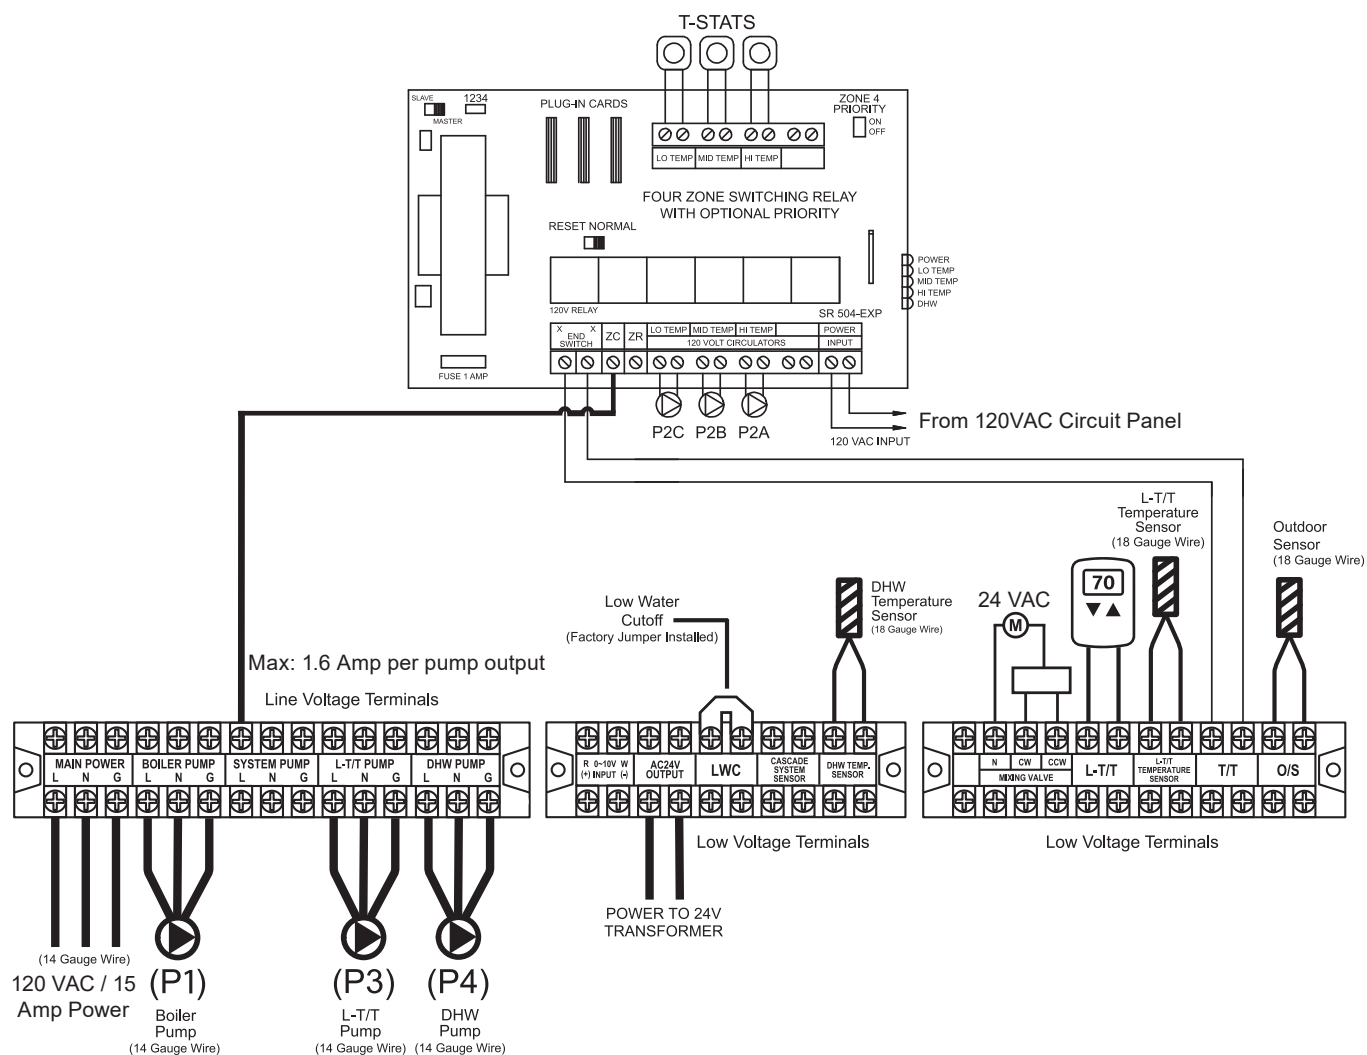 T-STATS
SLAVE
1234
MASTER
PLUG-IN CARDS
ZONE 4
PRIORITY
ON
OFF
LO TEMP MID TEMP HI TEMP
FOUR ZONE SWITCHING RELAY
WITH OPTIONAL PRIORITY
RESET NORMAL
POWER
LO TEMP
MID TEMP
HI TEMP
DHW
120V RELAY
SR 504-EXP
X X
END
SWITCH
ZC ZR
LO TEMP MID TEMP HI TEMP
120 VOLT CIRCULATORS
POWER
INPUT
FUSE 1 AMP
P2C P2B P2A
From 120VAC Circuit Panel
120 VAC INPUT
L-T/T
Temperature
Sensor
(18 Gauge Wire)
Outdoor
Sensor
(18 Gauge Wire)
70
24 VAC
M
DHW
Temperature
Sensor
(18 Gauge Wire)
Low Water
Cutoff
(Factory Jumper Installed)
Max: 1.6 Amp per pump output
Line Voltage Terminals
MAIN POWER BOILER PUMP SYSTEM PUMP L-T/T PUMP DHW PUMP
L N G L N G L N G L N G L N G
R 0~10V W
(+) INPUT (-)
AC24V
OUTPUT
LWC
CASCADE
SYSTEM
SENSOR
DHW TEMP.
SENSOR
N CW CCW
MIXING VALVE
L-T/T
L-T/T
TEMPERATURE
SENSOR
T/T
O/S
Low Voltage Terminals
Low Voltage Terminals
POWER TO 24V
TRANSFORMER
(14 Gauge Wire)
120 VAC / 15
Amp Power
(P1)
Boiler
Pump
(14 Gauge Wire)
(P3)
L-T/T
Pump
(14 Gauge Wire)
(P4)
DHW
Pump
(14 Gauge Wire)